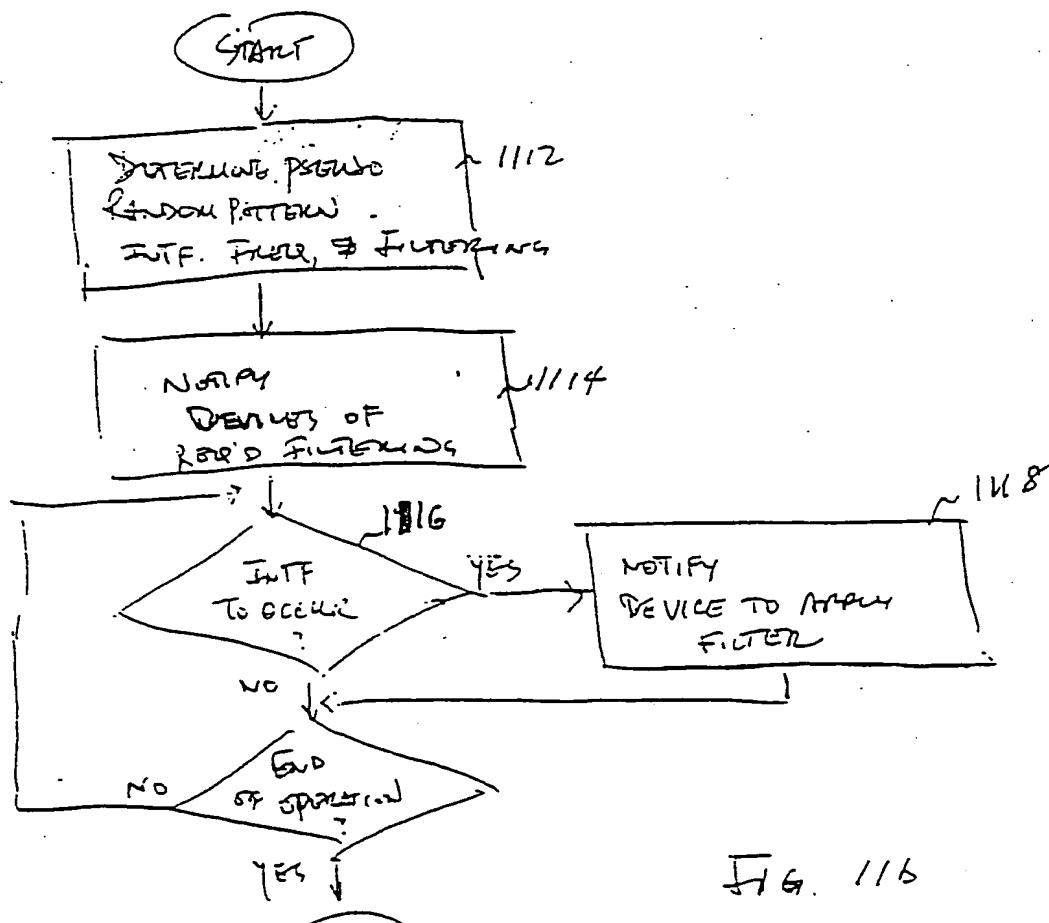 START
DETERMINE PSEUDO
RANDOM PATTERN
INTF. FREQ, & FILTERING
1112
NOTIFY
DEVICES OF
REQ'D FILTERING
1114
INTF
TO OCCUR
?
1116
YES
NOTIFY
DEVICE TO APPLY
FILTER
1118
NO
END
OF OPERATION
?
NO
YES
FIG. 11b